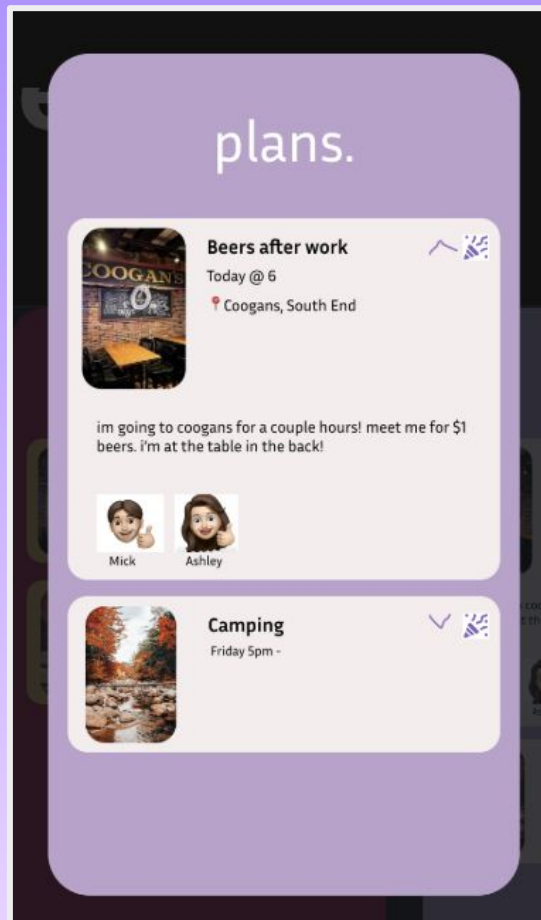 plans.
COOGAN'S
Beers after work
Today @ 6
📍Coogans, South End
im going to coogans for a couple hours! meet me for $1
beers. i'm at the table in the back!
Mick
Ashley
Camping
Friday 5pm -